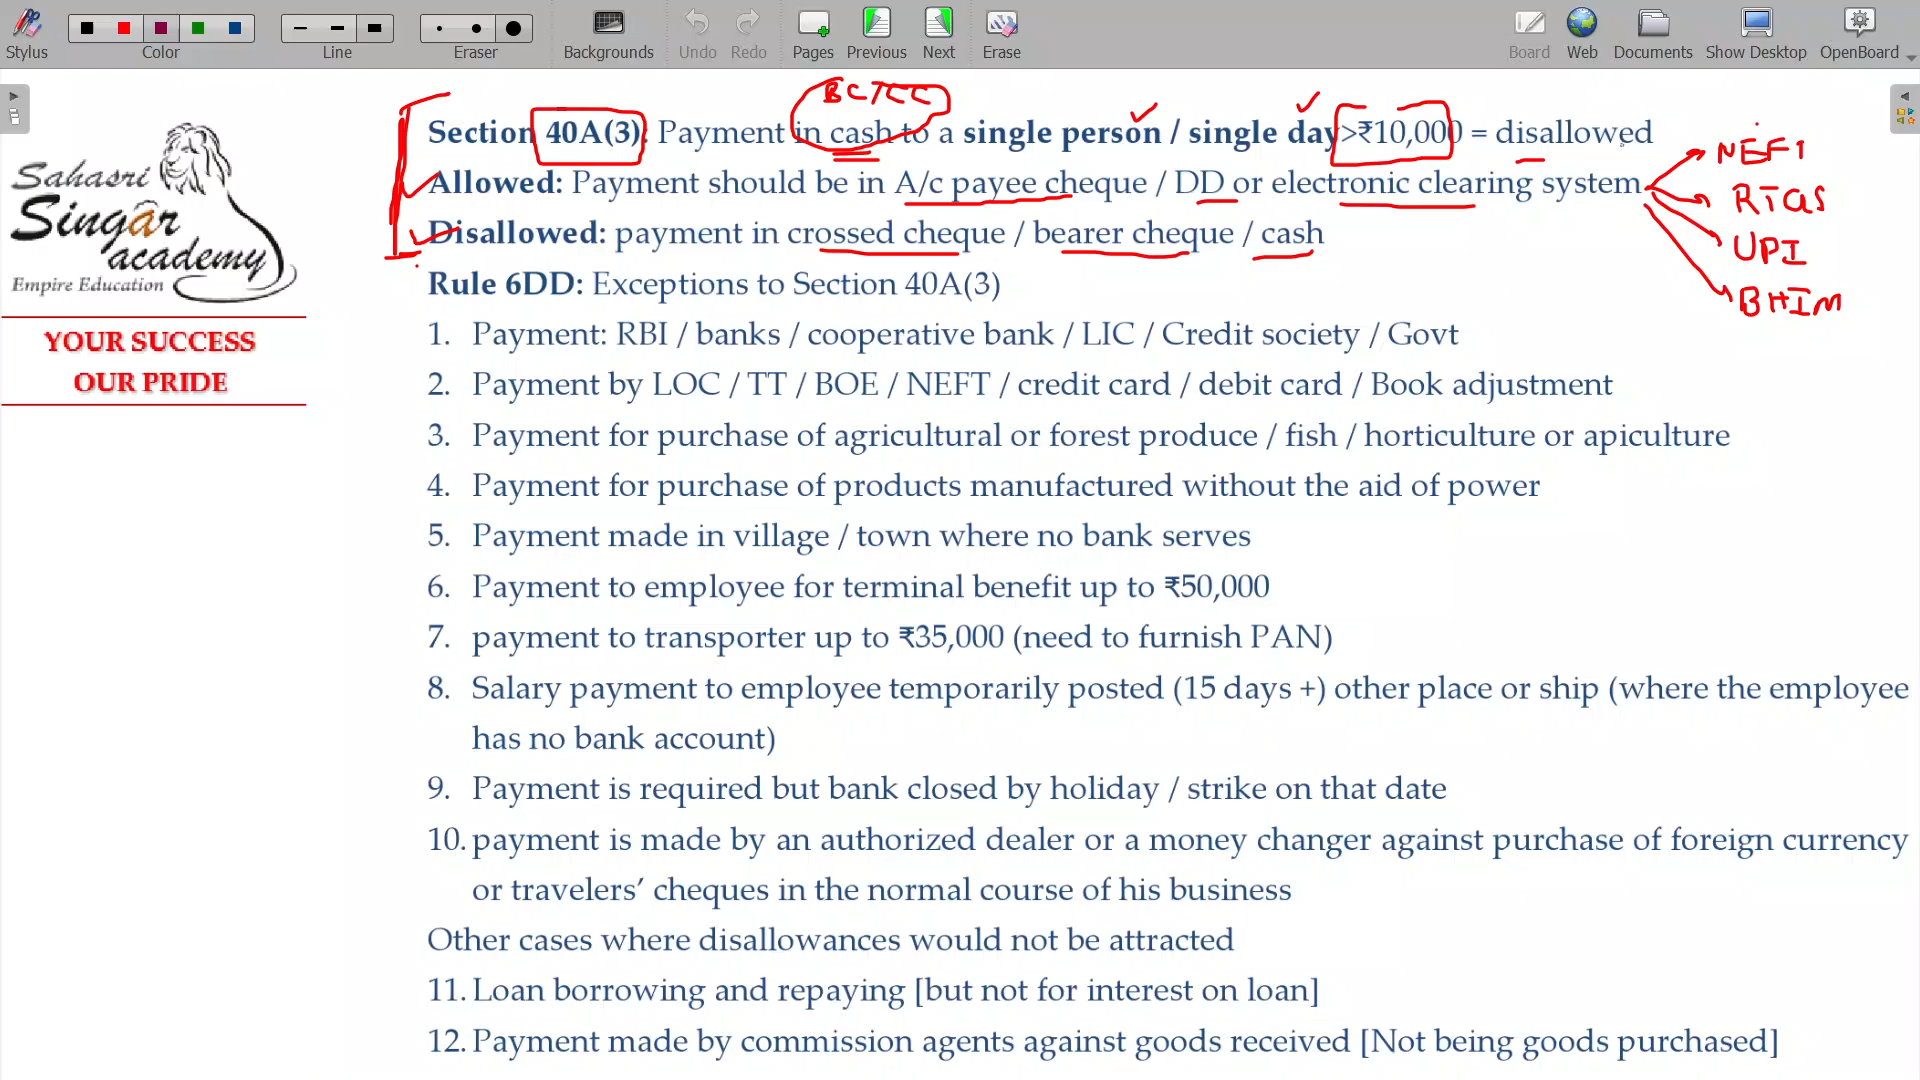 Stylus
Color
Line
Eraser
Backgrounds
Undo
Redo
Pages
Previous
Next
Erase
Board
Web
Documents
Show Desktop
OpenBoard
Sahasri
Singar
academy
Empire Education
YOUR SUCCESS
OUR PRIDE
Section 40A(3): Payment in cash to a single person / single day>₹10,000 = disallowed
Allowed: Payment should be in A/c payee cheque / DD or electronic clearing system
Disallowed: payment in crossed cheque / bearer cheque / cash
NEFT
RTGS
UPI
BHIM
Rule 6DD: Exceptions to Section 40A(3)
1. Payment: RBI / banks / cooperative bank / LIC / Credit society / Govt
2. Payment by LOC / TT / BOE / NEFT / credit card / debit card / Book adjustment
3. Payment for purchase of agricultural or forest produce / fish / horticulture or apiculture
4. Payment for purchase of products manufactured without the aid of power
5. Payment made in village / town where no bank serves
6. Payment to employee for terminal benefit up to ₹50,000
7. payment to transporter up to ₹35,000 (need to furnish PAN)
8. Salary payment to employee temporarily posted (15 days +) other place or ship (where the employee
has no bank account)
9. Payment is required but bank closed by holiday / strike on that date
10. payment is made by an authorized dealer or a money changer against purchase of foreign currency
or travelers’ cheques in the normal course of his business
Other cases where disallowances would not be attracted
11. Loan borrowing and repaying [but not for interest on loan]
12. Payment made by commission agents against goods received [Not being goods purchased]